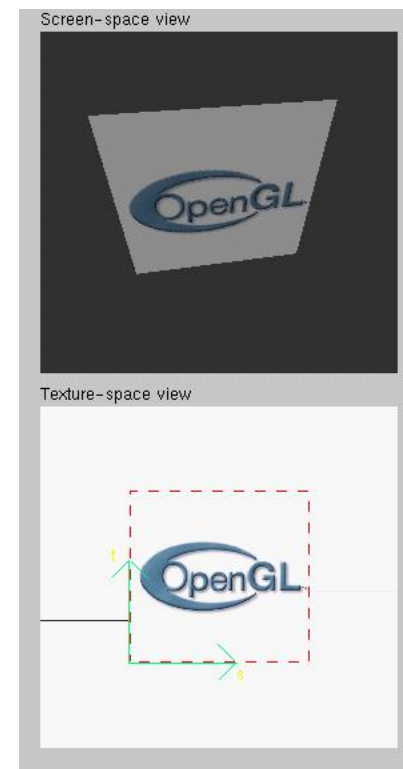 Screen-space view
OpenGL
Texture-space view
t
OpenGL
s